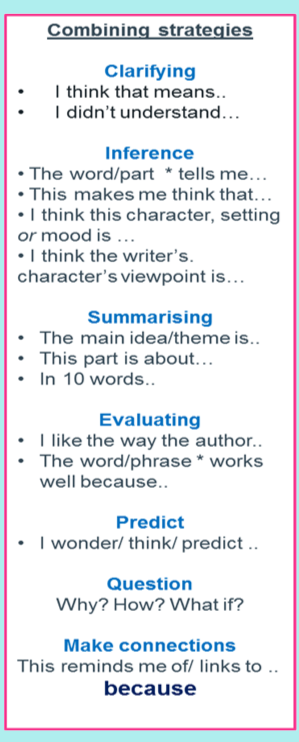 Combining strategies
Clarifying
• I think that means..
• I didn't understand…
Inference
• The word/part * tells me…
• This makes me think that…
• I think this character, setting
or mood is …
• I think the writer's.
character's viewpoint is…
Summarising
• The main idea/theme is..
• This part is about…
• In 10 words..
Evaluating
• I like the way the author..
• The word/phrase * works
well because..
Predict
• I wonder/ think/ predict ..
Question
Why? How? What if?
Make connections
This reminds me of/ links to ..
because